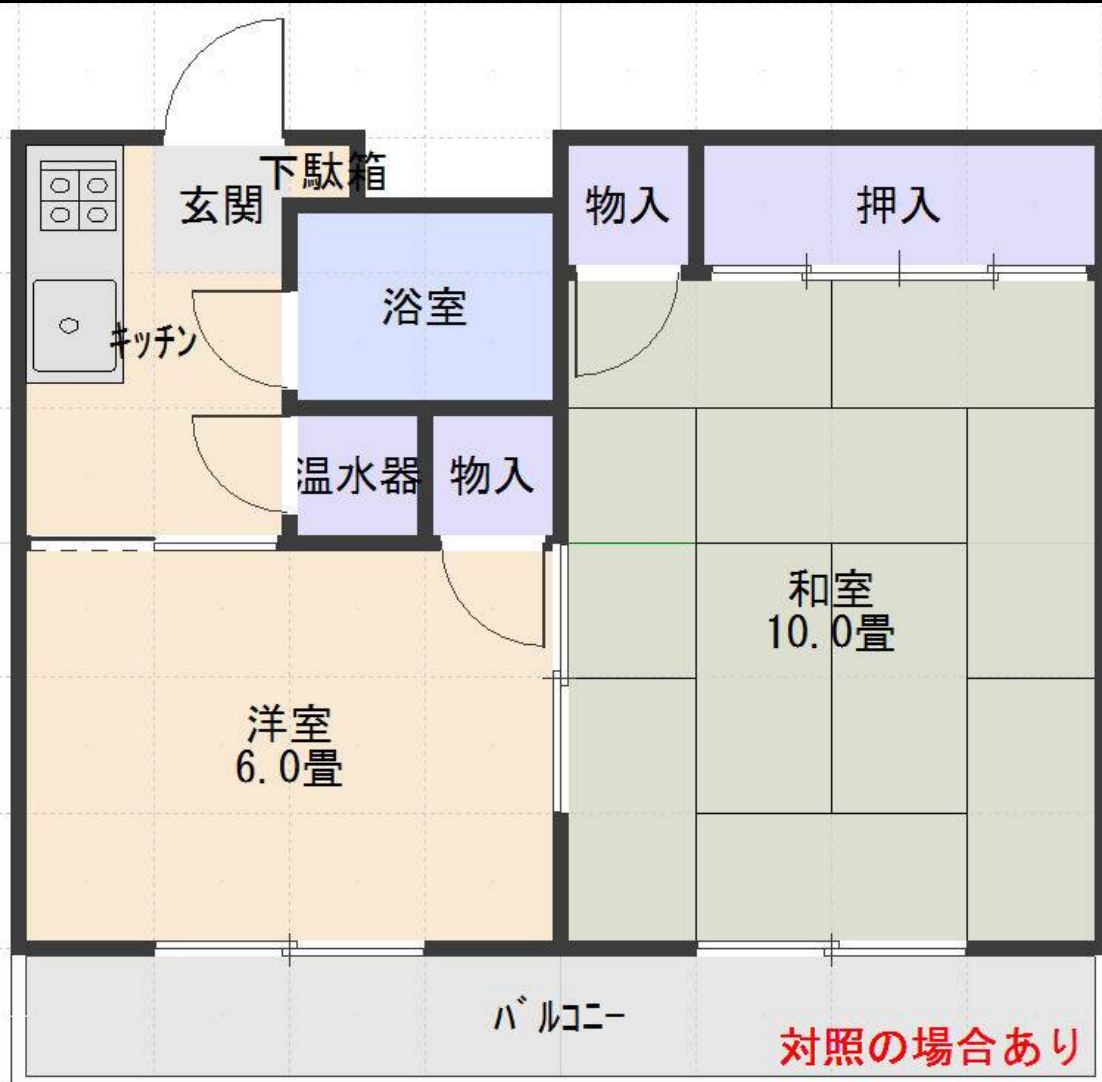 下駄箱
玄関
物入
押入
浴室
ｷｯﾁﾝ
温水器
物入
和室
10.0畳
洋室
6.0畳
ﾊﾞﾙｺﾆｰ
対照の場合あり